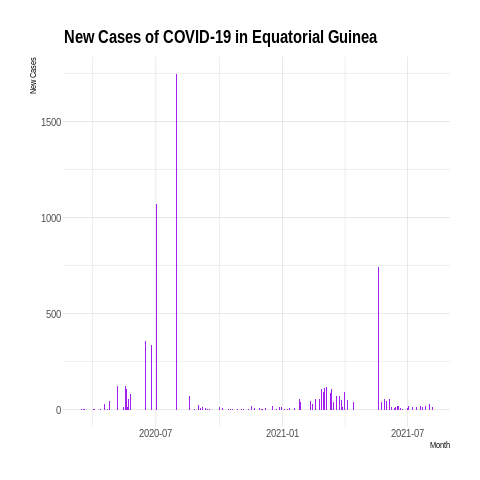 New Cases of COVID-19 in Equatorial Guinea
New Cases
1500
1000
500
0
2020-07
2021-01
2021-07
Month